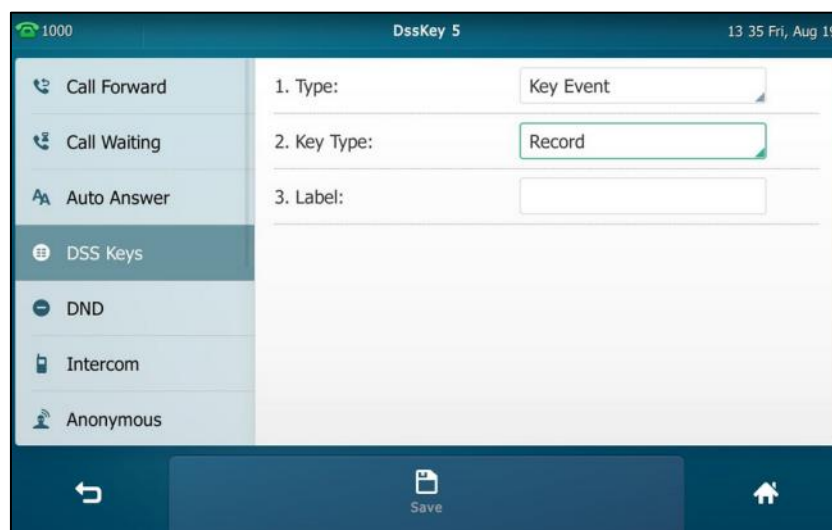 1000 DssKey 5 13 35 Fri, Aug 19
Call Forward
Call Waiting
Auto Answer
DSS Keys
DND
Intercom
Anonymous
1. Type: Key Event
2. Key Type: Record
3. Label:
Save